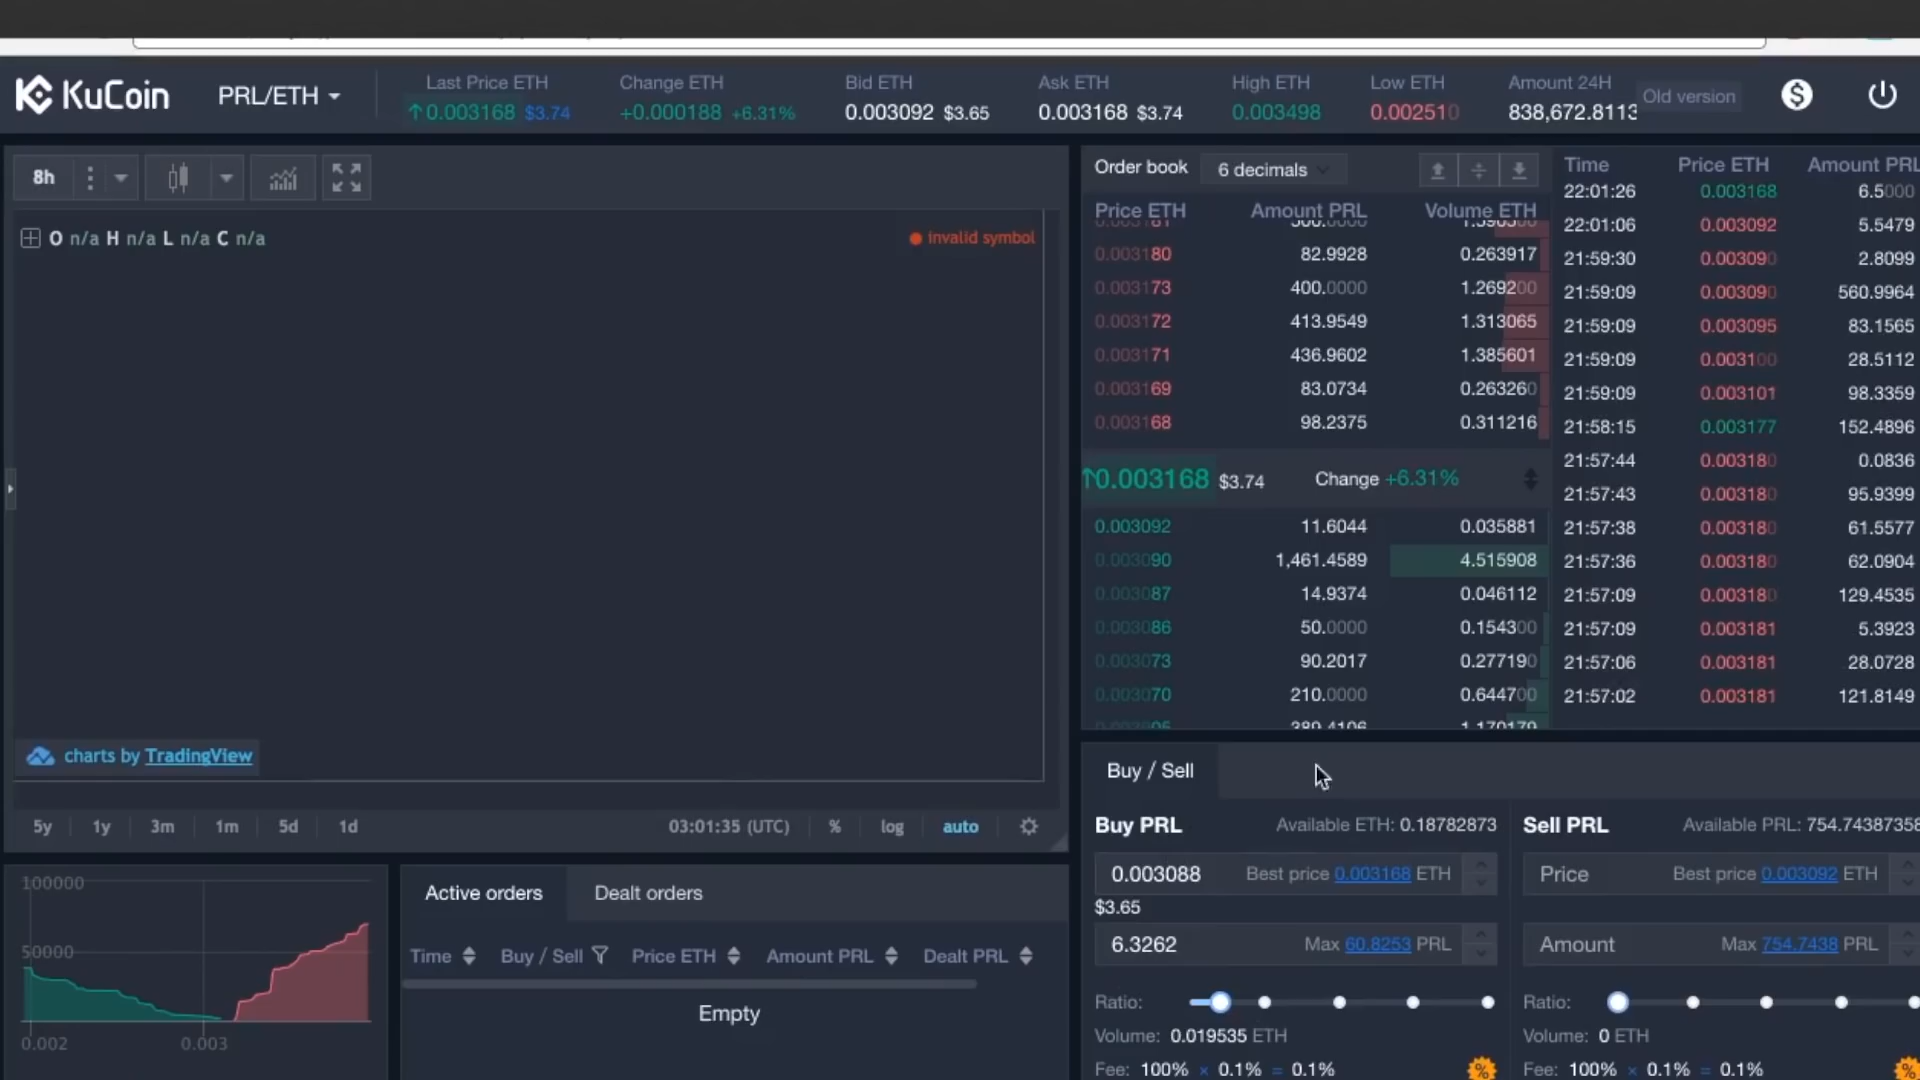 KuCoin
PRL/ETH
Last Price ETH
↑0.003168 $3.74
Change ETH
+0.000188 +6.31%
Bid ETH
0.003092 $3.65
Ask ETH
0.003168 $3.74
High ETH
0.003498
Low ETH
0.002510
Amount 24H
838,672.8113
Old version
8h
O n/a H n/a L n/a C n/a
invalid symbol
charts by TradingView
5y 1y 3m 1m 5d 1d
03:01:35 (UTC) % log auto
Order book 6 decimals
Price ETH Amount PRL Volume ETH
0.003180 82.9928 0.263917
0.003173 400.0000 1.269200
0.003172 413.9549 1.313065
0.003171 436.9602 1.385601
0.003169 83.0734 0.263260
0.003168 98.2375 0.311216
↑0.003168 $3.74 Change +6.31%
0.003092 11.6044 0.035881
0.003090 1,461.4589 4.515908
0.003087 14.9374 0.046112
0.003086 50.0000 0.154300
0.003073 90.2017 0.277190
0.003070 210.0000 0.644700
Time Price ETH Amount PRL
22:01:26 0.003168 6.5000
22:01:06 0.003092 5.5479
21:59:30 0.003090 2.8099
21:59:09 0.003090 560.9964
21:59:09 0.003095 83.1565
21:59:09 0.003100 28.5112
21:59:09 0.003101 98.3359
21:58:15 0.003177 152.4896
21:57:44 0.003180 0.0836
21:57:43 0.003180 95.9399
21:57:38 0.003180 61.5577
21:57:36 0.003180 62.0904
21:57:09 0.003180 129.4535
21:57:09 0.003181 5.3923
21:57:06 0.003181 28.0728
21:57:02 0.003181 121.8149
100000
50000
0.002 0.003
Active orders Dealt orders
Time Buy / Sell Price ETH Amount PRL Dealt PRL
Empty
Buy / Sell
Buy PRL Available ETH: 0.18782873
0.003088 Best price 0.003168 ETH
$3.65
6.3262 Max 60.8253 PRL
Ratio:
Volume: 0.019535 ETH
Fee: 100% × 0.1% = 0.1%
%
Sell PRL Available PRL: 754.74387358
Price Best price 0.003092 ETH
Amount Max 754.7438 PRL
Ratio:
Volume: 0 ETH
Fee: 100% × 0.1% = 0.1%
%